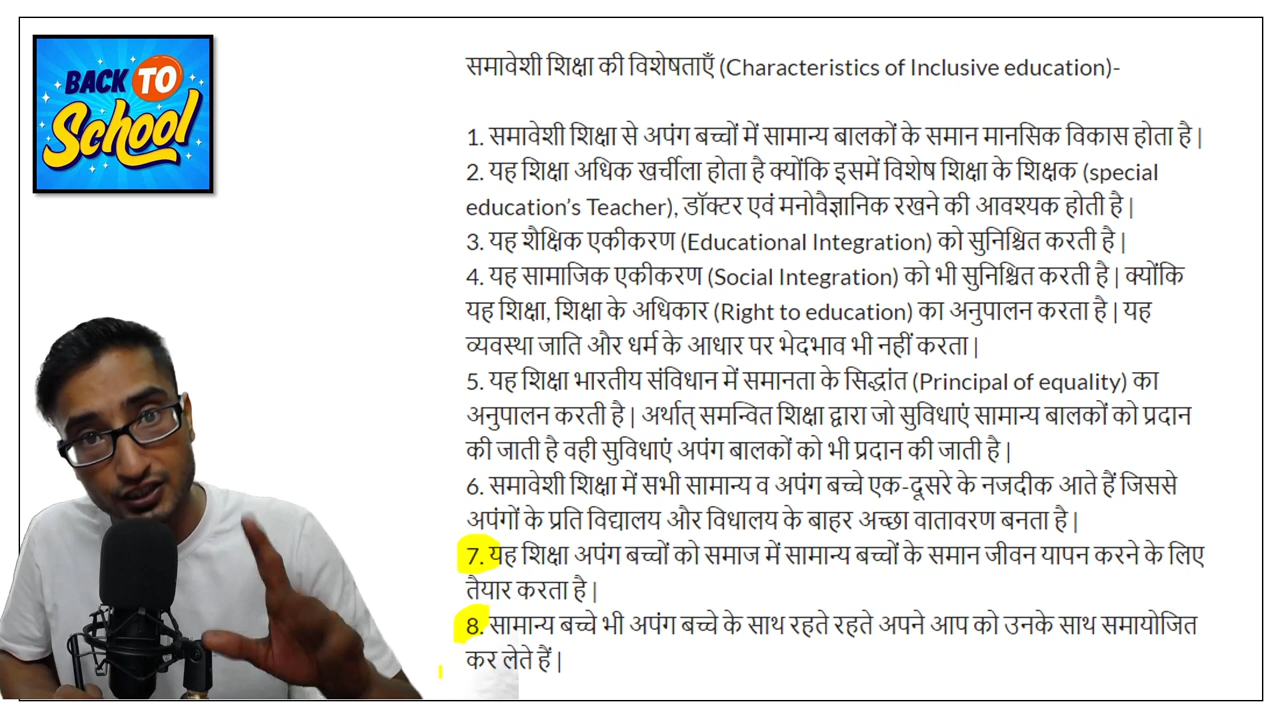 BACK TO
School
समावेशी शिक्षा की विशेषताएँ (Characteristics of Inclusive education)-
1. समावेशी शिक्षा से अपंग बच्चों में सामान्य बालकों के समान मानसिक विकास होता है |
2. यह शिक्षा अधिक खर्चीला होता है क्योंकि इसमें विशेष शिक्षा के शिक्षक (special
education's Teacher), डॉक्टर एवं मनोवैज्ञानिक रखने की आवश्यक होती है |
3. यह शैक्षिक एकीकरण (Educational Integration) को सुनिश्चित करती है |
4. यह सामाजिक एकीकरण (Social Integration) को भी सुनिश्चित करती है | क्योंकि
यह शिक्षा, शिक्षा के अधिकार (Right to education) का अनुपालन करता है | यह
व्यवस्था जाति और धर्म के आधार पर भेदभाव भी नहीं करता |
5. यह शिक्षा भारतीय संविधान में समानता के सिद्धांत (Principal of equality) का
अनुपालन करती है | अर्थात् समन्वित शिक्षा द्वारा जो सुविधाएं सामान्य बालकों को प्रदान
की जाती है वही सुविधाएं अपंग बालकों को भी प्रदान की जाती है |
6. समावेशी शिक्षा में सभी सामान्य व अपंग बच्चे एक-दूसरे के नजदीक आते हैं जिससे
अपंगों के प्रति विद्यालय और विधालय के बाहर अच्छा वातावरण बनता है |
7. यह शिक्षा अपंग बच्चों को समाज में सामान्य बच्चों के समान जीवन यापन करने के लिए
तैयार करता है |
8. सामान्य बच्चे भी अपंग बच्चे के साथ रहते रहते अपने आप को उनके साथ समायोजित
कर लेते हैं |